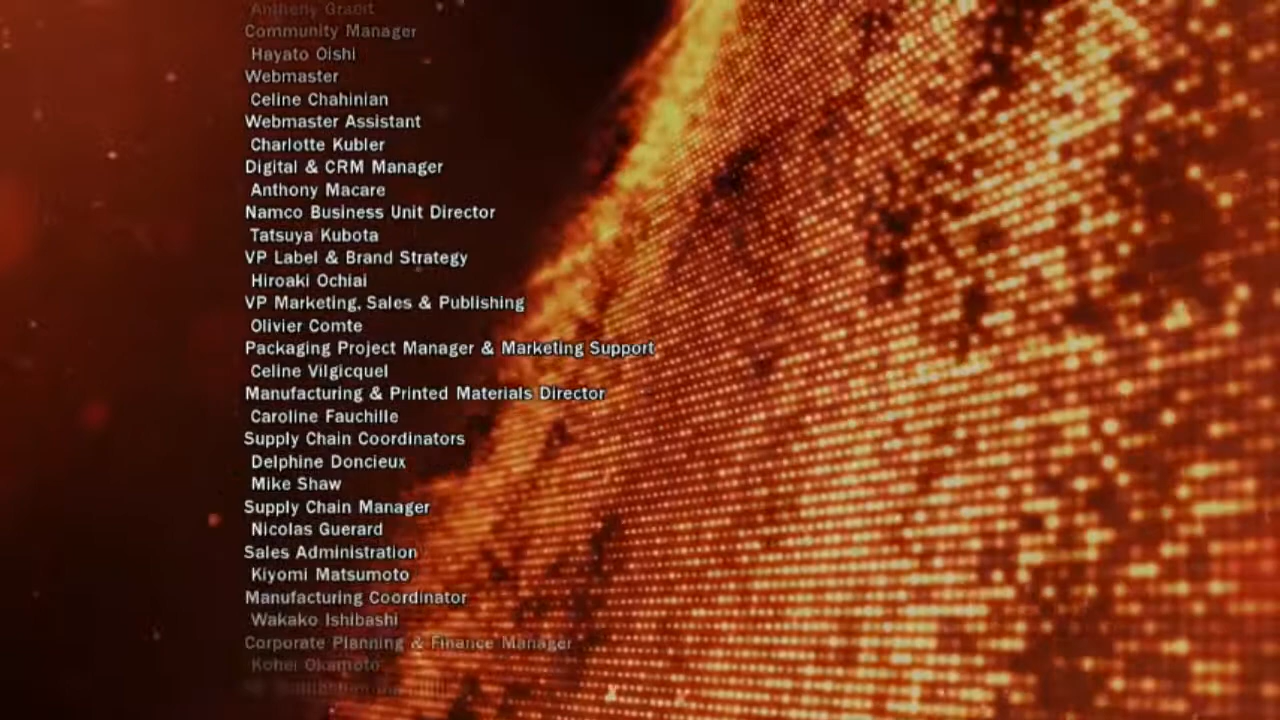 Community Manager
Hayato Oishi
Webmaster
Celine Chahinian
Webmaster Assistant
Charlotte Kubler
Digital & CRM Manager
Anthony Macare
Namco Business Unit Director
Tatsuya Kubota
VP Label & Brand Strategy
Hiroaki Ochiai
VP Marketing, Sales & Publishing
Olivier Comte
Packaging Project Manager & Marketing Support
Celine Vilgicquel
Manufacturing & Printed Materials Director
Caroline Fauchille
Supply Chain Coordinators
Delphine Doncieux
Mike Shaw
Supply Chain Manager
Nicolas Guerard
Sales Administration
Kiyomi Matsumoto
Manufacturing Coordinator
Wakako Ishibashi
Corporate Planning & Finance Manager
Kohei Okamoto